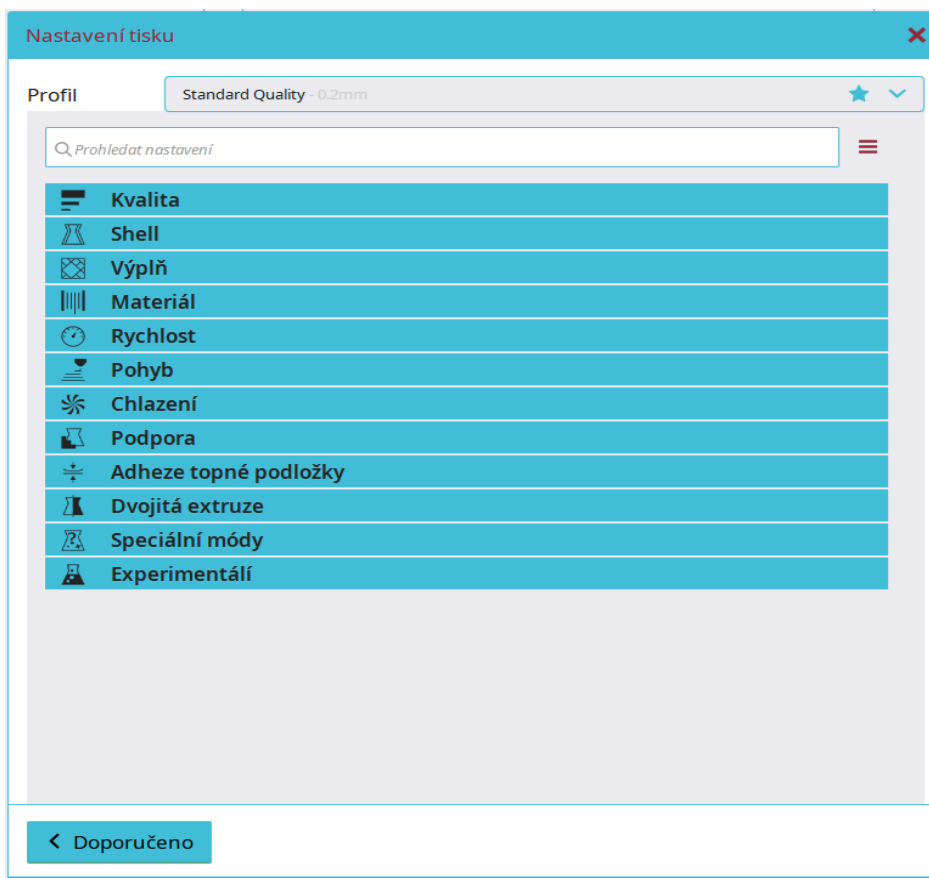 Nastavení tisku
Profil
Standard Quality - 0.2mm
Prohledat nastavení
Kvalita
Shell
Výplň
Materiál
Rychlost
Pohyb
Chlazení
Podpora
Adheze topné podložky
Dvojitá extruze
Speciální módy
Experimentálí
Doporučeno